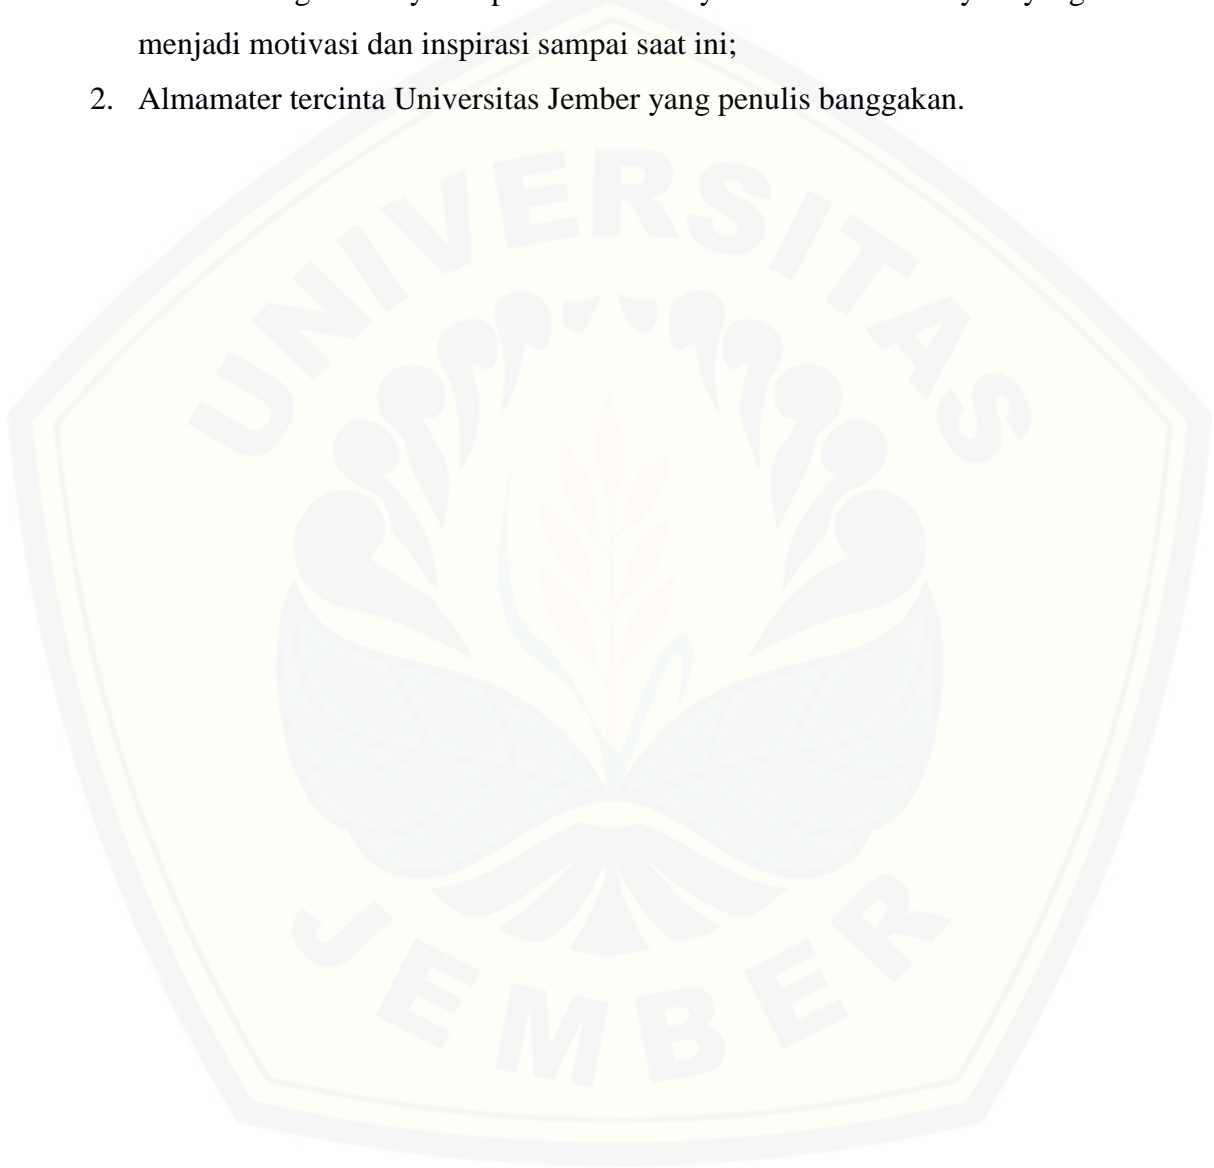 menjadi motivasi dan inspirasi sampai saat ini;
2. Almamater tercinta Universitas Jember yang penulis banggakan.
UNIVERSITAS
JEMBER